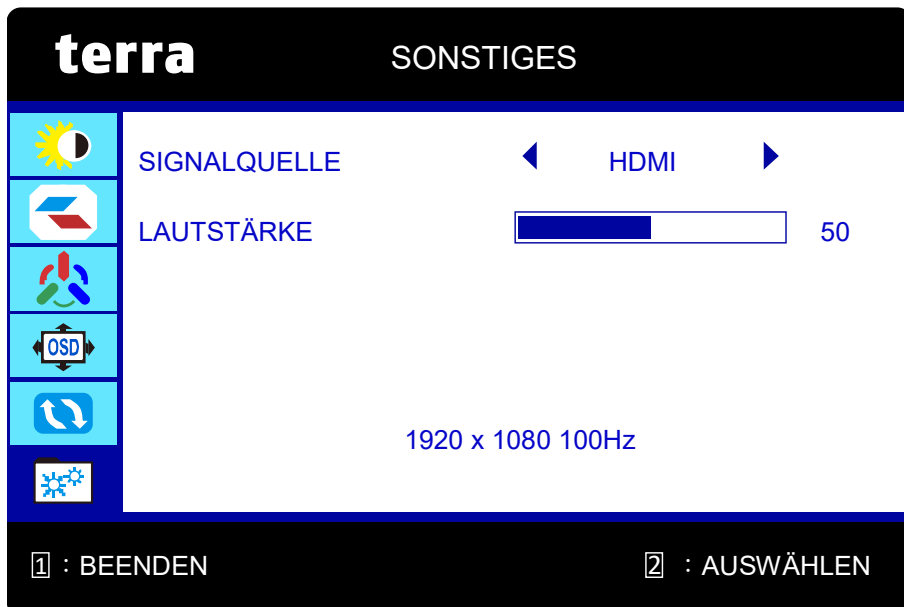 terra SONSTIGES
SIGNALQUELLE HDMI
LAUTSTÄRKE 50
OSD
1920 x 1080 100Hz
1 : BEENDEN 2 : AUSWÄHLEN